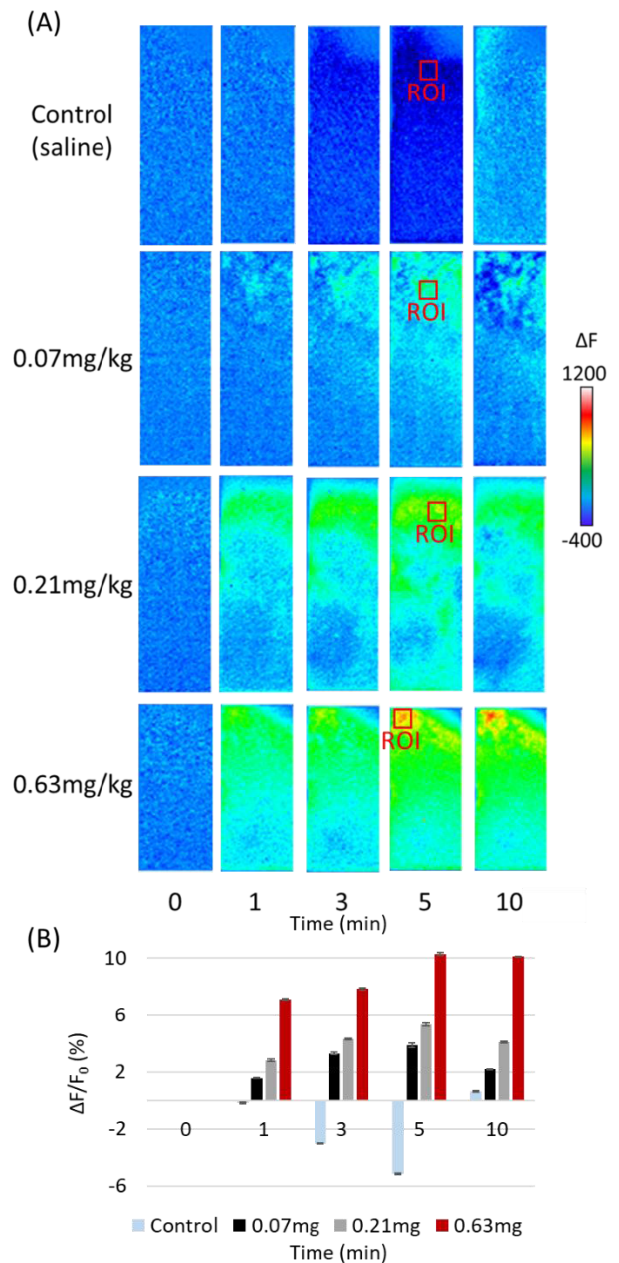 (A)
Control
(saline)
ROI
0.07mg/kg
ROI
ΔF
1200
-400
0.21mg/kg
ROI
0.63mg/kg
ROI
0 1 3 5 10
Time (min)
(B)
ΔF/F0 (%)
10
6
2
-2
-6
0 1 3 5 10
Control 0.07mg 0.21mg 0.63mg
Time (min)